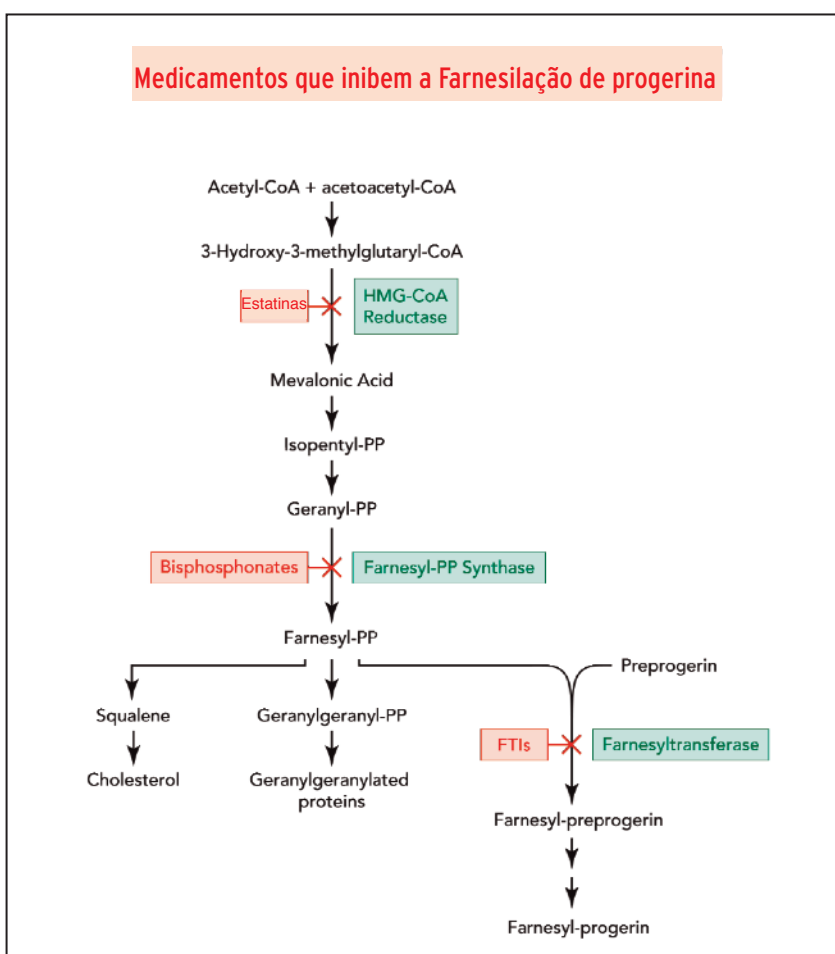 Medicamentos que inibem a Farnesilação de progerina
Acetyl-CoA + acetoacetyl-CoA
3-Hydroxy-3-methylglutaryl-CoA
Estatinas
HMG-CoA
Reductase
Mevalonic Acid
Isopentyl-PP
Geranyl-PP
Bisphosphonates
Farnesyl-PP Synthase
Farnesyl-PP
Preprogerin
Squalene
Geranylgeranyl-PP
FTIs
Farnesyltransferase
Cholesterol
Geranylgeranylated
proteins
Farnesyl-preprogerin
Farnesyl-progerin